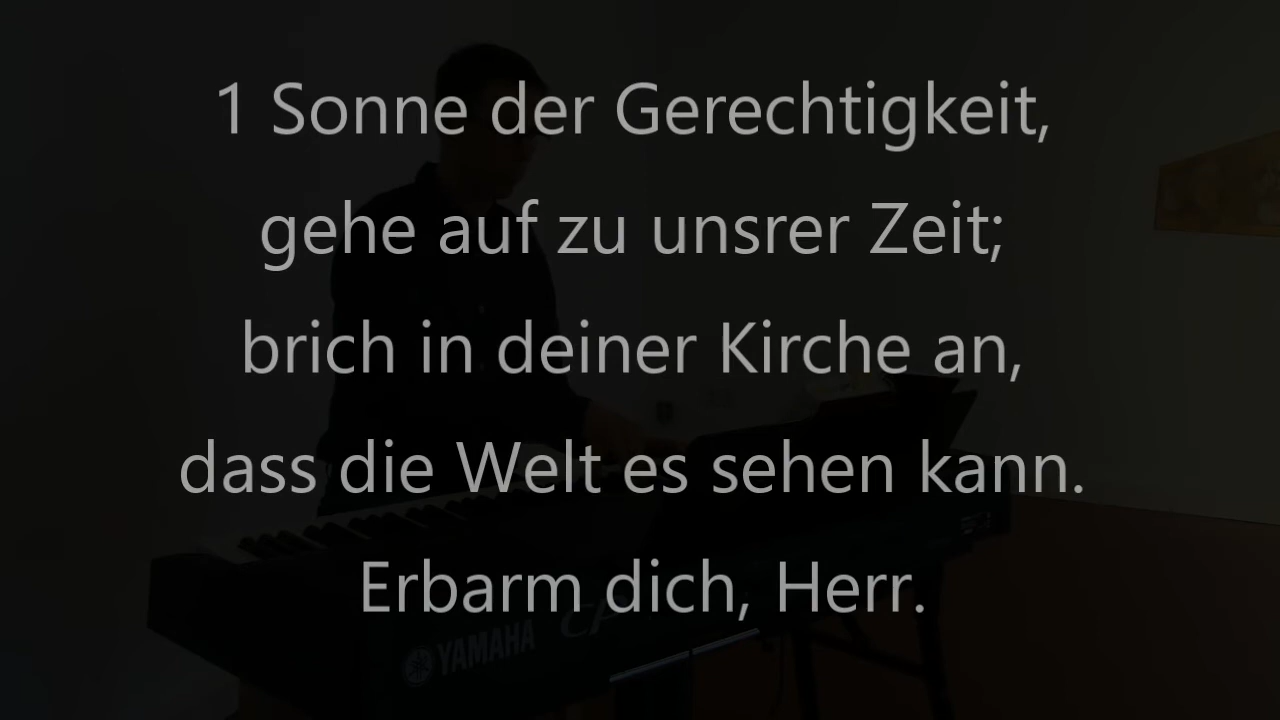 1 Sonne der Gerechtigkeit,
gehe auf zu unsrer Zeit;
brich in deiner Kirche an,
dass die Welt es sehen kann.
Erbarm dich, Herr.
YAMAHA